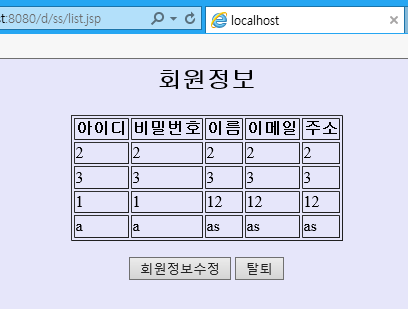 st:8080/d/ss/list.jsp localhost
회원정보
아이디 비밀번호 이름 이메일 주소
2 2 2 2 2
3 3 3 3 3
1 1 12 12 12
a a as as as
회원정보수정 탈퇴